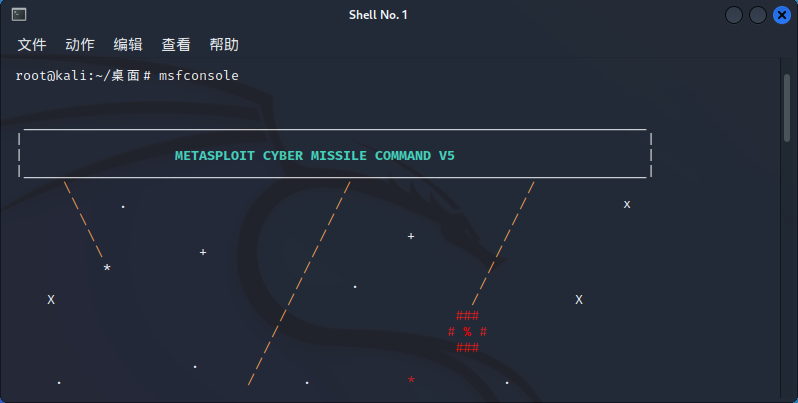 Shell No. 1
文件 动作 编辑 查看 帮助
root@kali:~/桌面# msfconsole
METASPLOIT CYBER MISSILE COMMAND V5
\ / /
\ . / / x
\ / /
\ / + /
\ + / /
* / /
/ . /
X / / X
/ ###
/ # % #
/ ###
. /
. / . * .